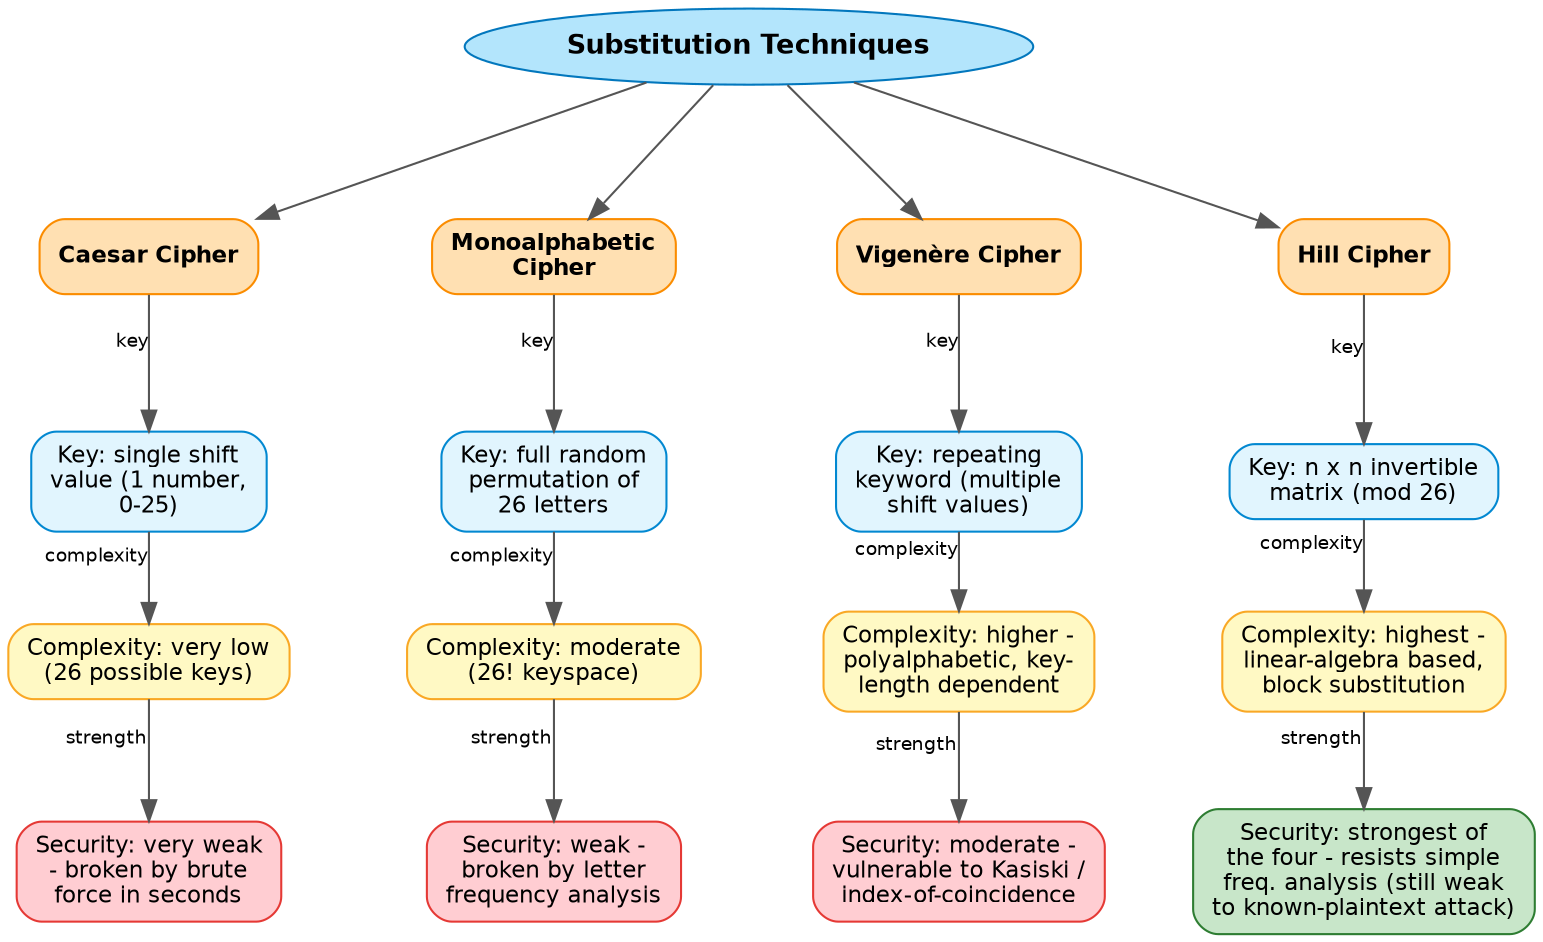 Substitution Techniques
Caesar Cipher
Monoalphabetic
Cipher
Vigenère Cipher
Hill Cipher
key
key
key
key
Key: single shift
value (1 number,
0-25)
Key: full random
permutation of
26 letters
Key: repeating
keyword (multiple
shift values)
Key: n x n invertible
matrix (mod 26)
complexity
complexity
complexity
complexity
Complexity: very low
(26 possible keys)
Complexity: moderate
(26! keyspace)
Complexity: higher -
polyalphabetic, key-
length dependent
Complexity: highest -
linear-algebra based,
block substitution
strength
strength
strength
strength
Security: very weak
- broken by brute
force in seconds
Security: weak -
broken by letter
frequency analysis
Security: moderate -
vulnerable to Kasiski /
index-of-coincidence
Security: strongest of
the four - resists simple
freq. analysis (still weak
to known-plaintext attack)